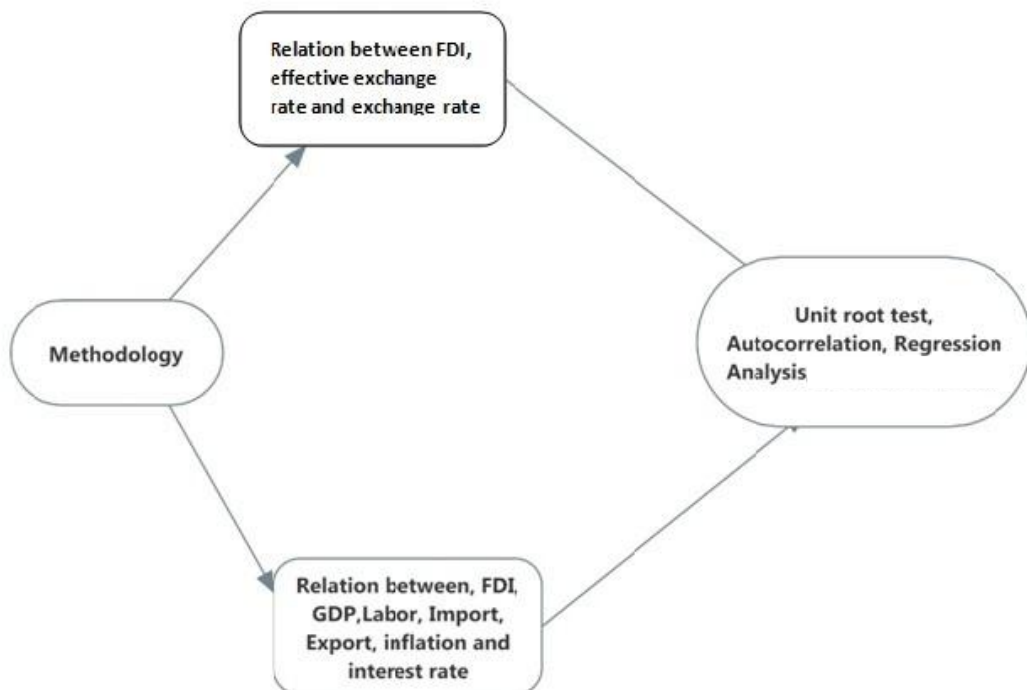 Relation between FDI,
effective exchange
rate and exchange rate
Methodology
Unit root test,
Autocorrelation, Regression
Analysis
Relation between, FDI,
GDP,Labor, Import,
Export, inflation and
interest rate